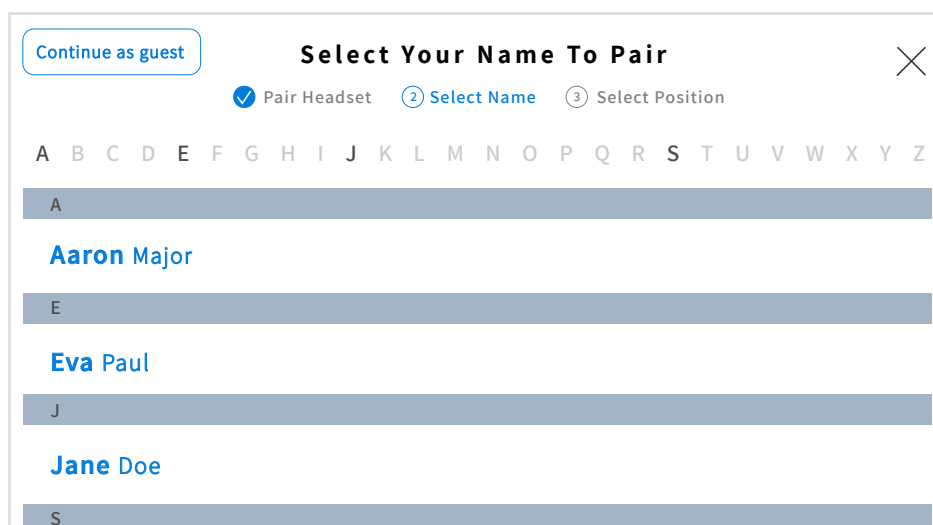 Continue as guest
Select Your Name To Pair
Pair Headset 2 Select Name 3 Select Position
A B C D E F G H I J K L M N O P Q R S T U V W X Y Z
A
Aaron Major
E
Eva Paul
J
Jane Doe
S